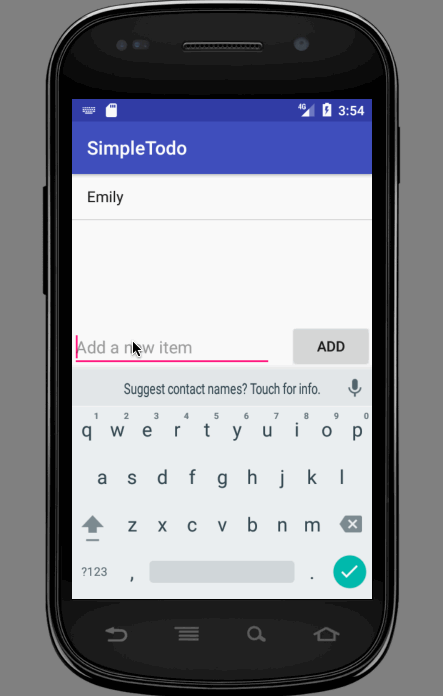 4G 3:54
SimpleTodo
Emily
Add a new item ADD
Suggest contact names? Touch for info.
1 2 3 4 5 6 7 8 9 0
q w e r t y u i o p
a s d f g h j k l
z x c v b n m
?123 , .